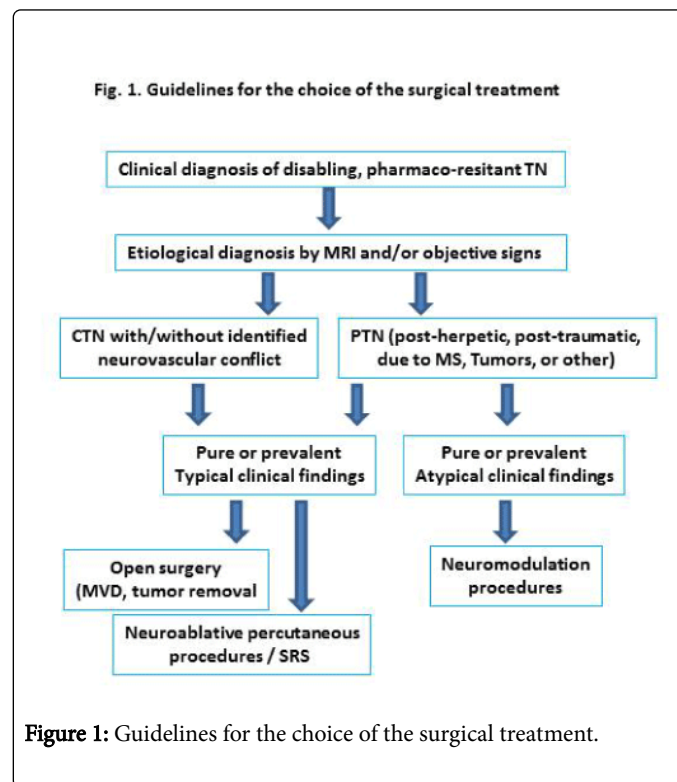 Fig. 1. Guidelines for the choice of the surgical treatment
Clinical diagnosis of disabling, pharmaco-resitant TN
Etiological diagnosis by MRI and/or objective signs
CTN with/without identified
neurovascular conflict
PTN (post-herpetic, post-traumatic,
due to MS, Tumors, or other)
Pure or prevalent
Typical clinical findings
Pure or prevalent
Atypical clinical findings
Open surgery
(MVD, tumor removal
Neuromodulation
procedures
Neuroablative percutaneous
procedures / SRS
Figure 1: Guidelines for the choice of the surgical treatment.